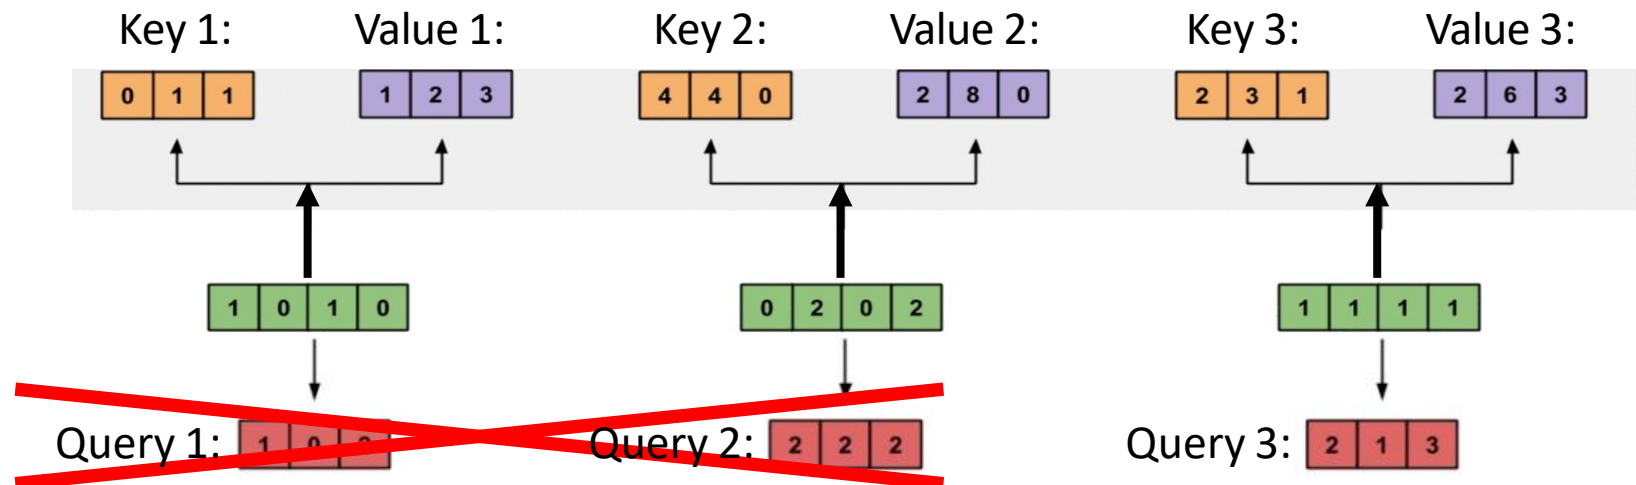 Key 1: Value 1: Key 2: Value 2: Key 3: Value 3:
0 1 1 1 2 3 4 4 0 2 8 0 2 3 1 2 6 3
1 0 1 0 0 2 0 2 1 1 1 1
Query 1: 1 0 Query 2: 2 2 2 Query 3: 2 1 3